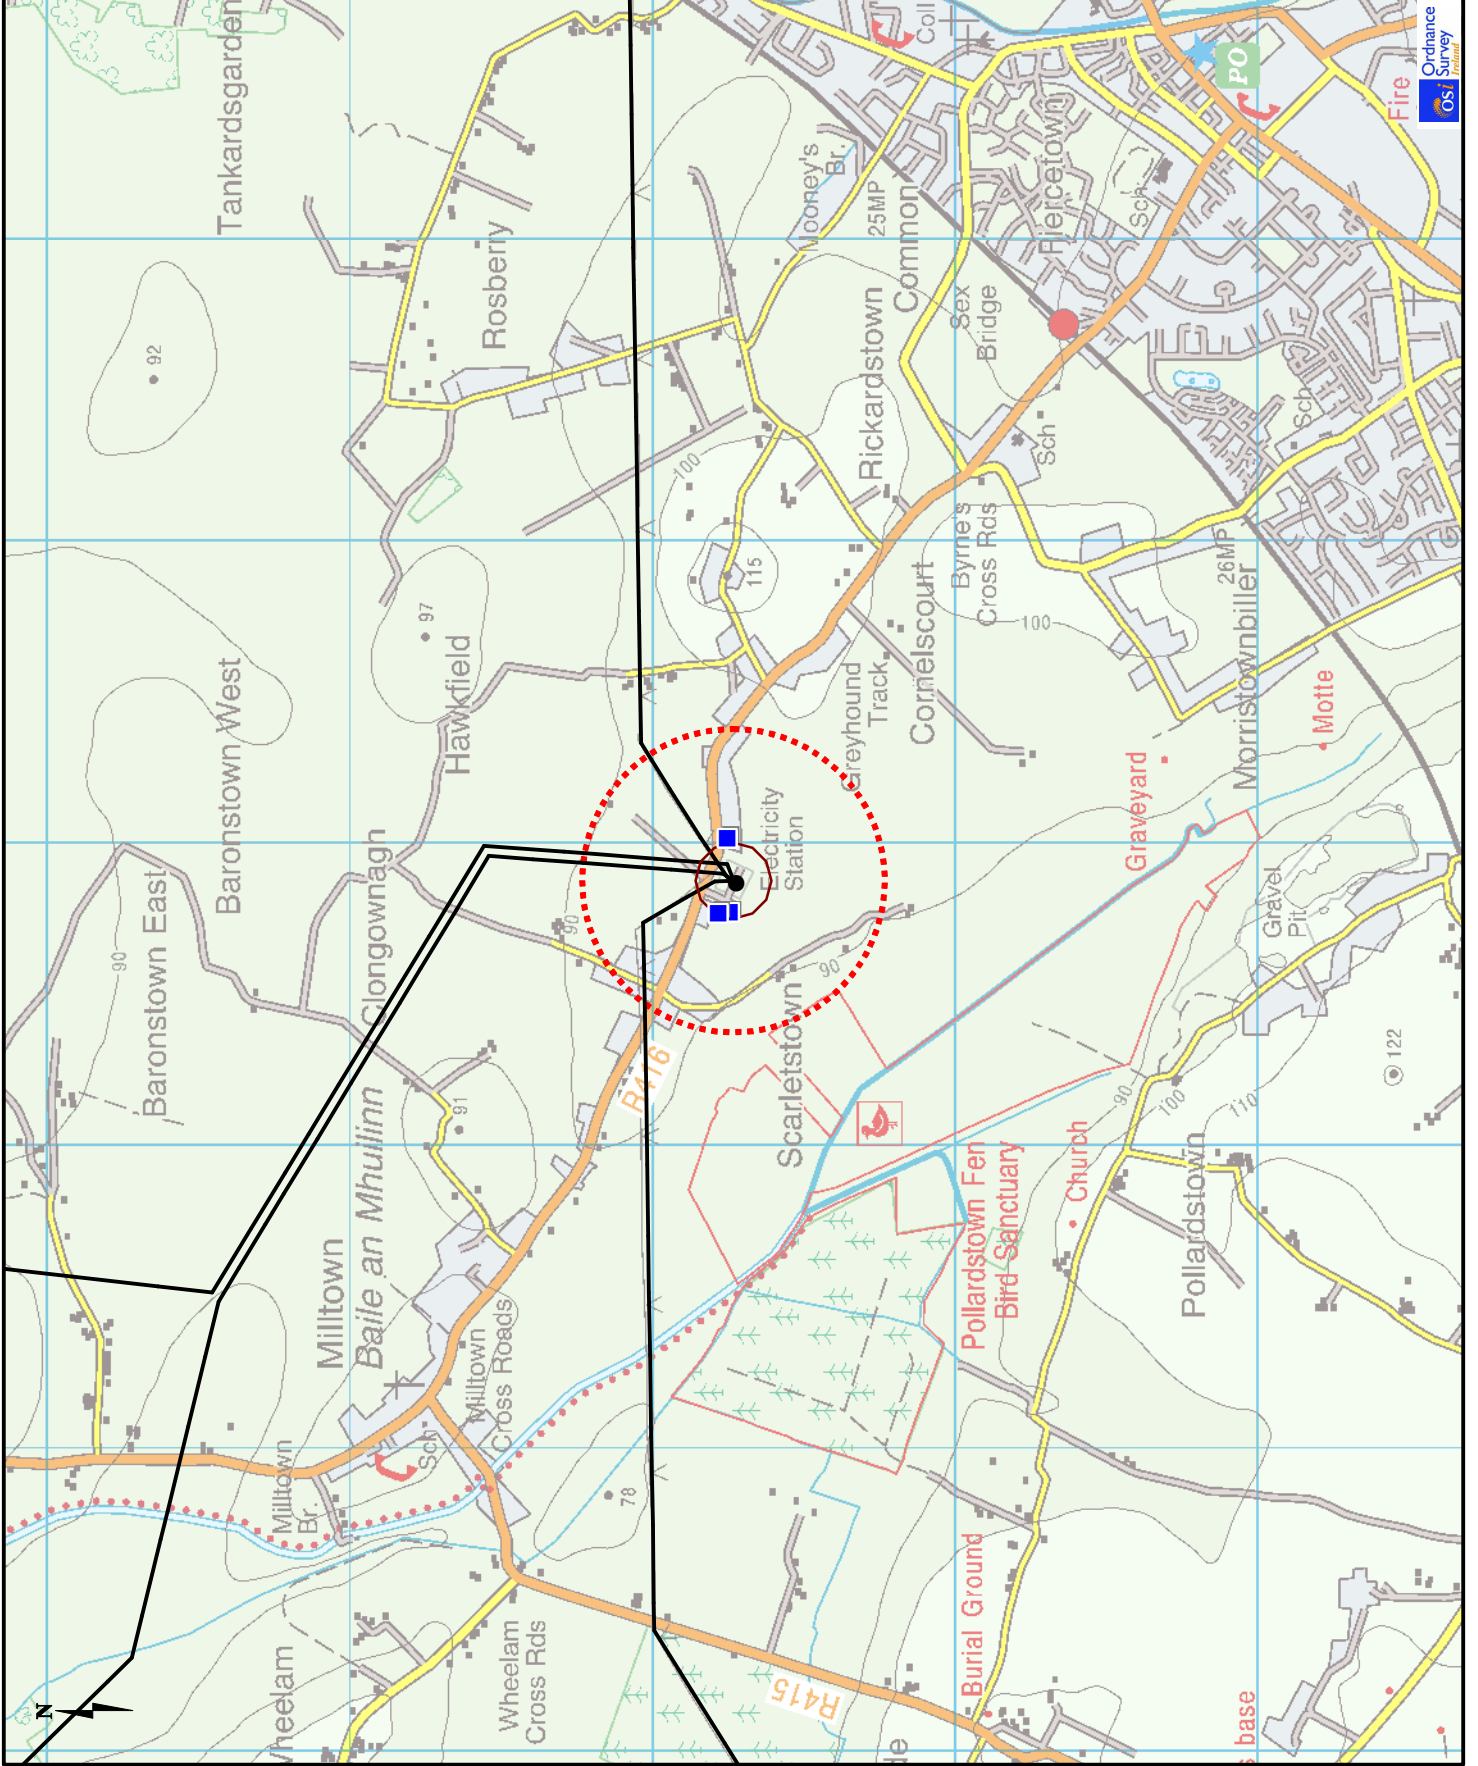 Tankardsgarden
Coll
Ordnance
Survey
Ireland
osi
PO
Fire
92
Rosberry
Mooney's
Br.
25MP
Common
Piercetown
Sch
Rickardstown
Sex
Bridge
100
Sch
Sch
115
Byrne's
Cross Rds
26MP
97
Hawkfield
Baronstown West
Cornelscourt
100
Greyhound
Track
Morristownbiller
Motte
Graveyard
Electricity
Station
Clongownagh
90
Baronstown East
90
90
Gravel
Pit
Scarletstown
R416
91
122
90
100
110
Milltown
Baile an Mhuilinn
Church
Pollardstown Fen
Bird Sanctuary
Pollardstown
Milltown
Cross Roads
Sch
Milltown
Br.
78
Burial Ground
Wheelam
Cross Rds
R415
N
heelam
base